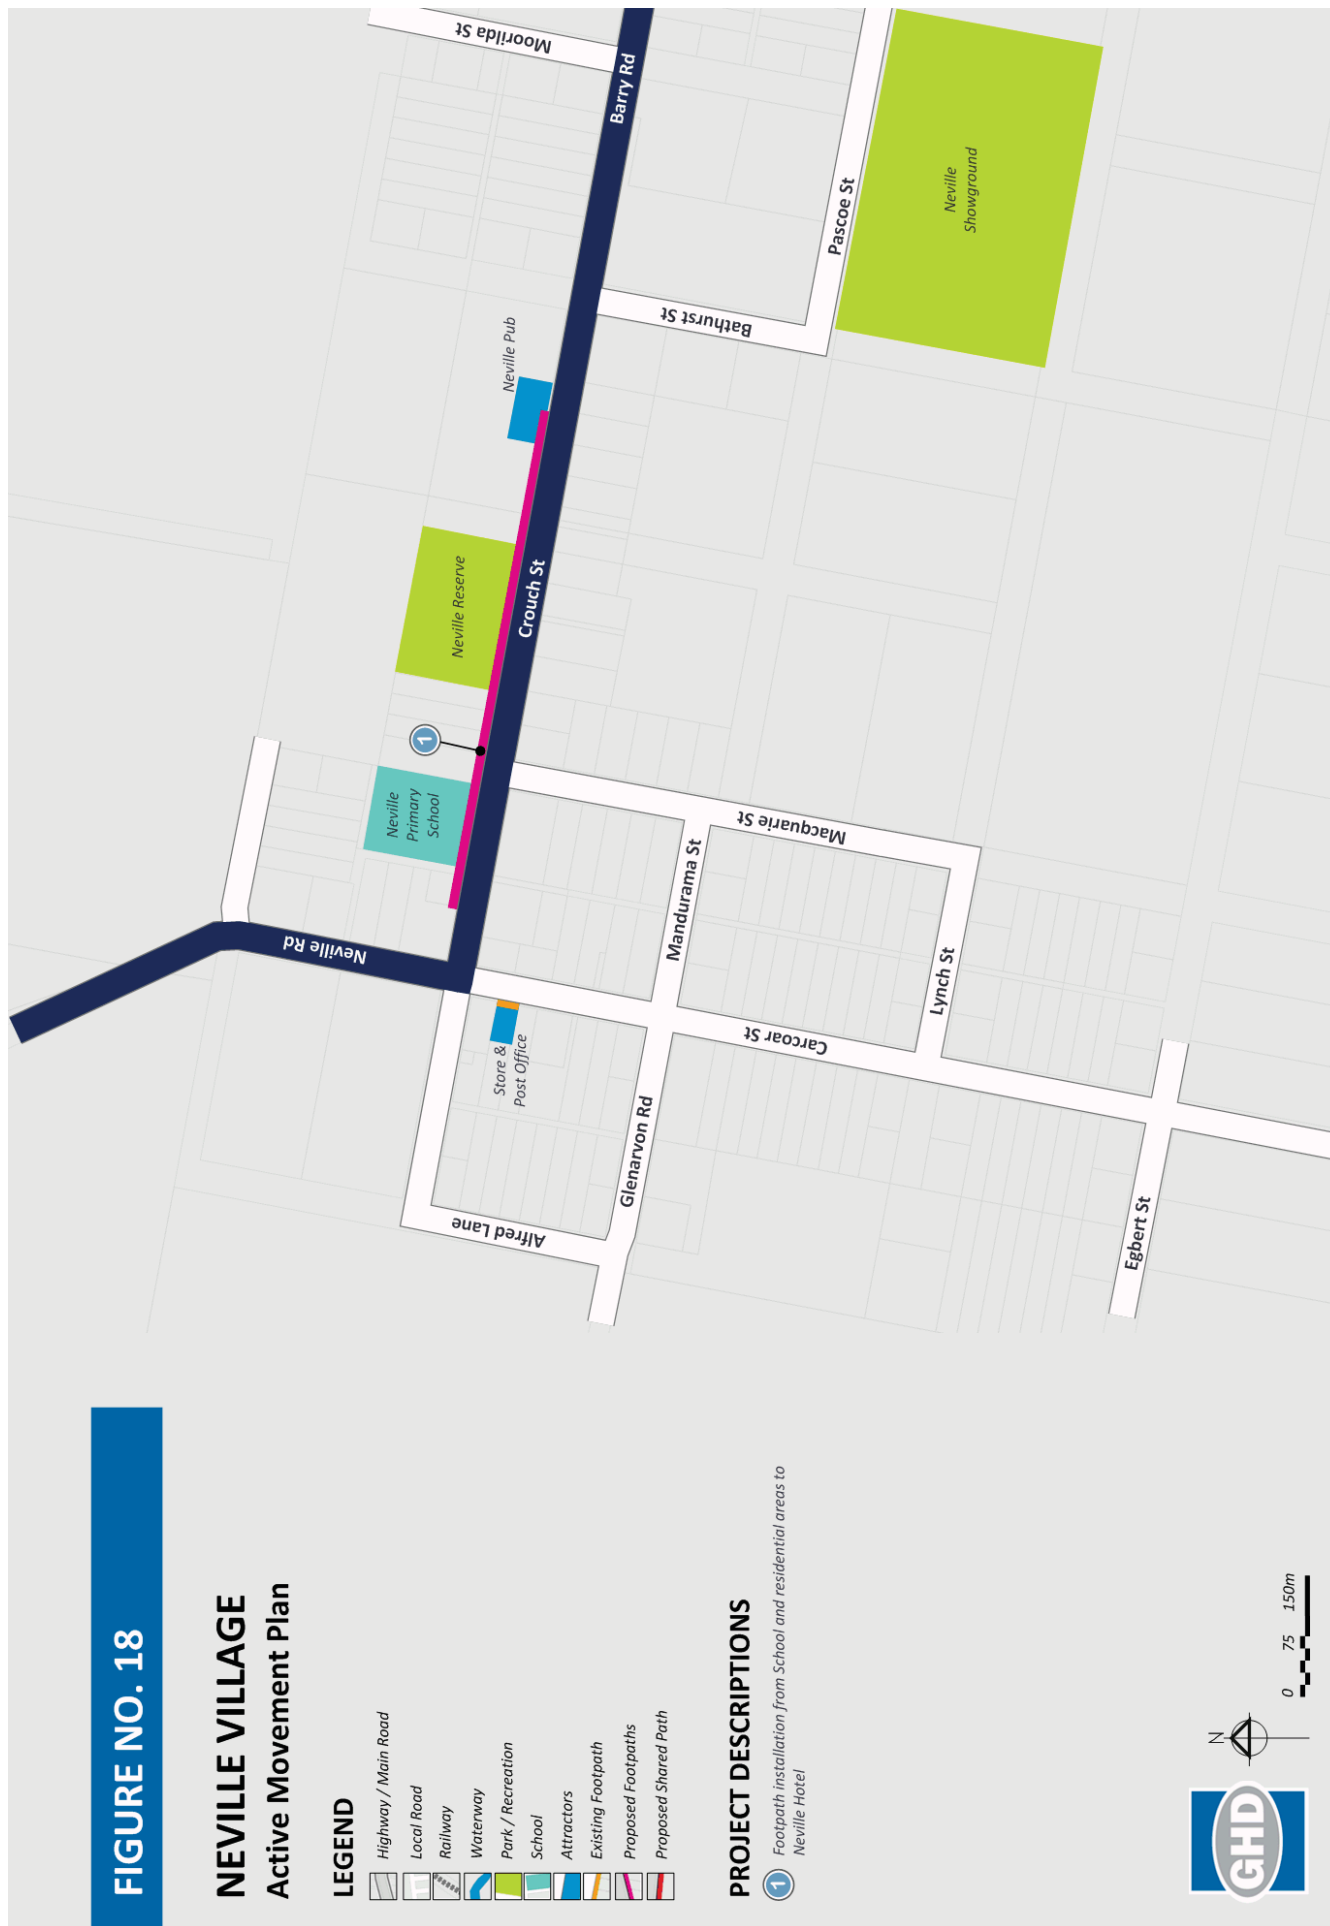 FIGURE NO. 18
NEVILLE VILLAGE
Active Movement Plan
LEGEND
Highway / Main Road
Local Road
Railway
Waterway
Park / Recreation
School
Attractors
Existing Footpath
Proposed Footpaths
Proposed Shared Path
PROJECT DESCRIPTIONS
1 Footpath installation from School and residential areas to
Neville Hotel
GHD
N
0 75 150m
Neville Rd
Neville
Primary
School
1
Neville Reserve
Neville Pub
Moorilda St
Barry Rd
Crouch St
Bathurst St
Pascoe St
Neville
Showground
Store &
Post Office
Alfred Lane
Glenarvon Rd
Mandurama St
Macquarie St
Carcoar St
Lynch St
Egbert St